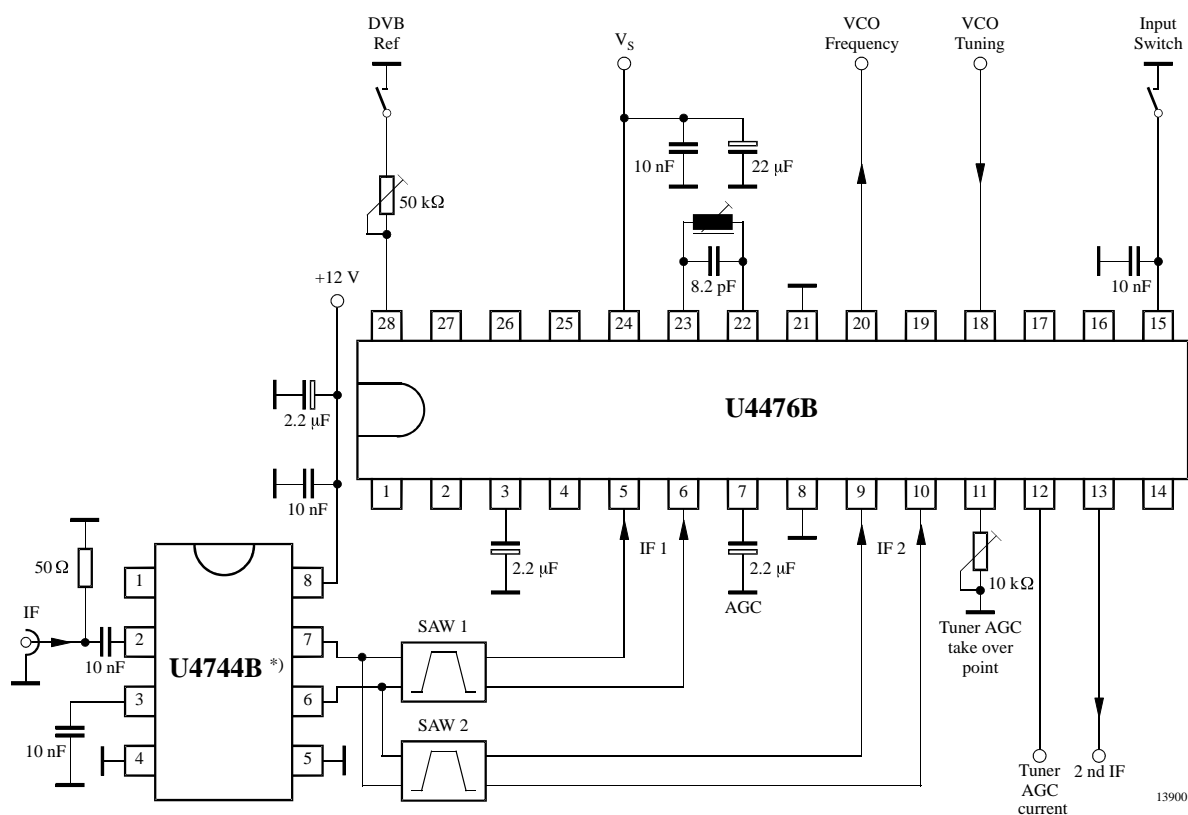 DVB
Ref
V_S
VCO
Frequency
VCO
Tuning
Input
Switch
10 nF
22 µF
50 kΩ
+12 V
8.2 pF
10 nF
28 27 26 25 24 23 22 21 20 19 18 17 16 15
2.2 µF
U4476B
10 nF
1 2 3 4 5 6 7 8 9 10 11 12 13 14
50 Ω
IF 1
IF 2
2.2 µF
2.2 µF
10 kΩ
1
8
AGC
IF
SAW 1
Tuner AGC
take over
point
2
7
10 nF
U4744B *)
3
6
SAW 2
10 nF
4
5
Tuner
AGC
current
2 nd IF
13900